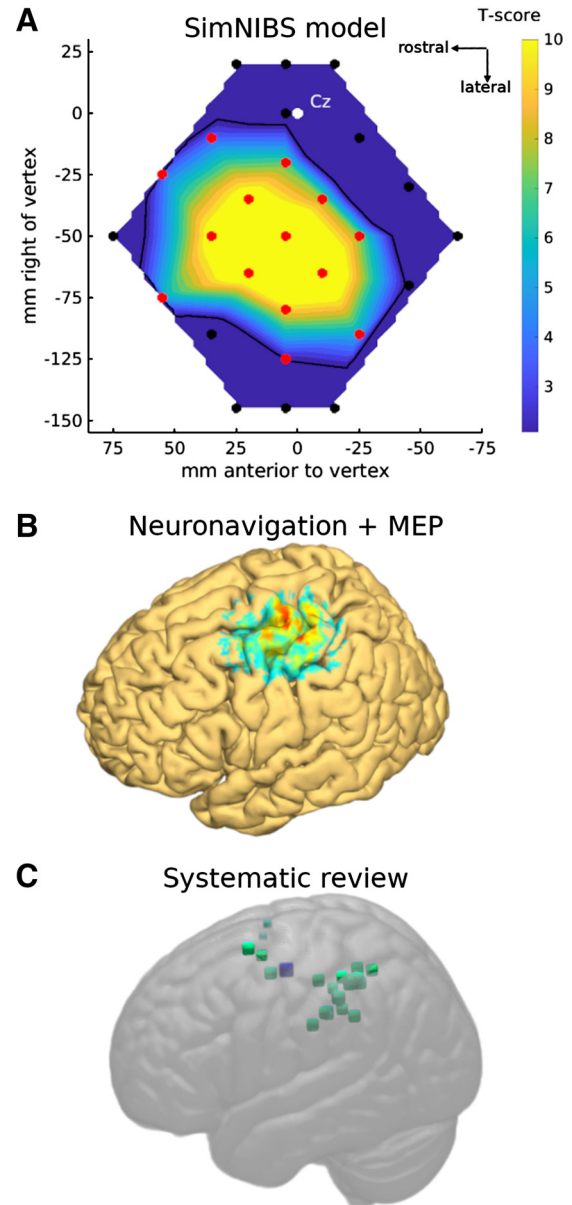 A
SimNIBS model
T-score
rostral
lateral
Cz
25
0
-25
-50
-75
-125
-150
mm right of vertex
75
50
25
0
-25
-50
-75
mm anterior to vertex
10
9
8
7
6
5
4
3
B
Neuronavigation + MEP
C
Systematic review